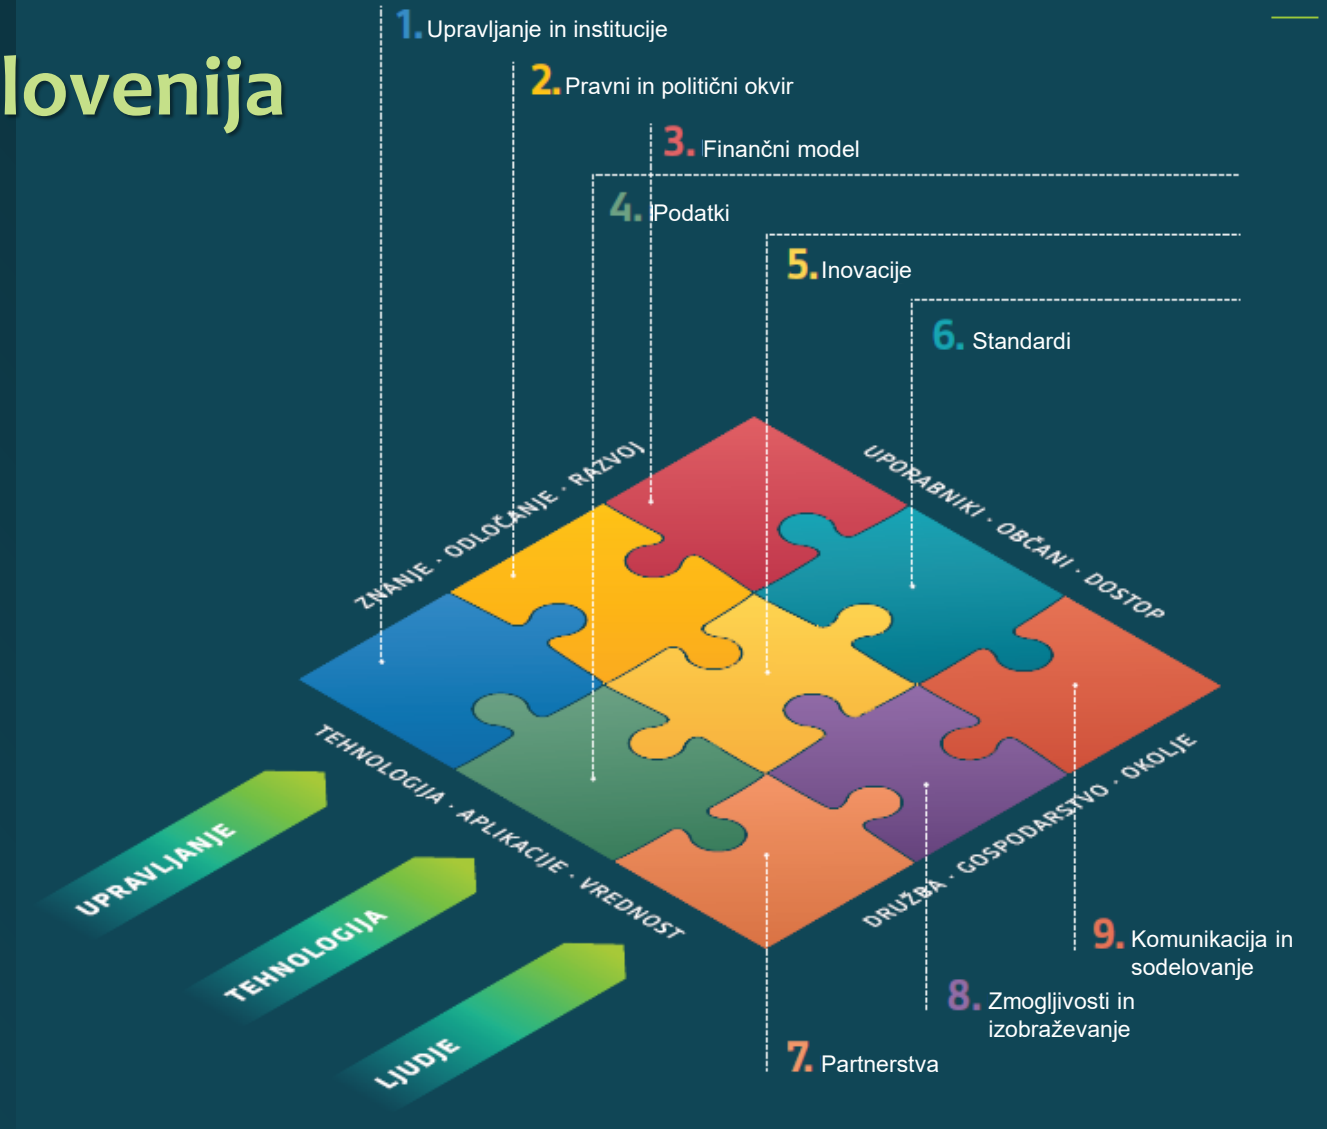 lovenija
1. Upravljanje in institucije
2. Pravni in politični okvir
3. Finančni model
4. Podatki
5. Inovacije
6. Standardi
ZNANJE · ODLOČANJE · RAZVOJ
UPORABNIKI · OBČANI · DOSTOP
TEHNOLOGIJA · APLIKACIJE · VREDNOST
DRUŽBA · GOSPODARSTVO · OKOLJE
UPRAVLJANJE
TEHNOLOGIJA
LJUDJE
9. Komunikacija in
sodelovanje
8. Zmogljivosti in
izobraževanje
7. Partnerstva